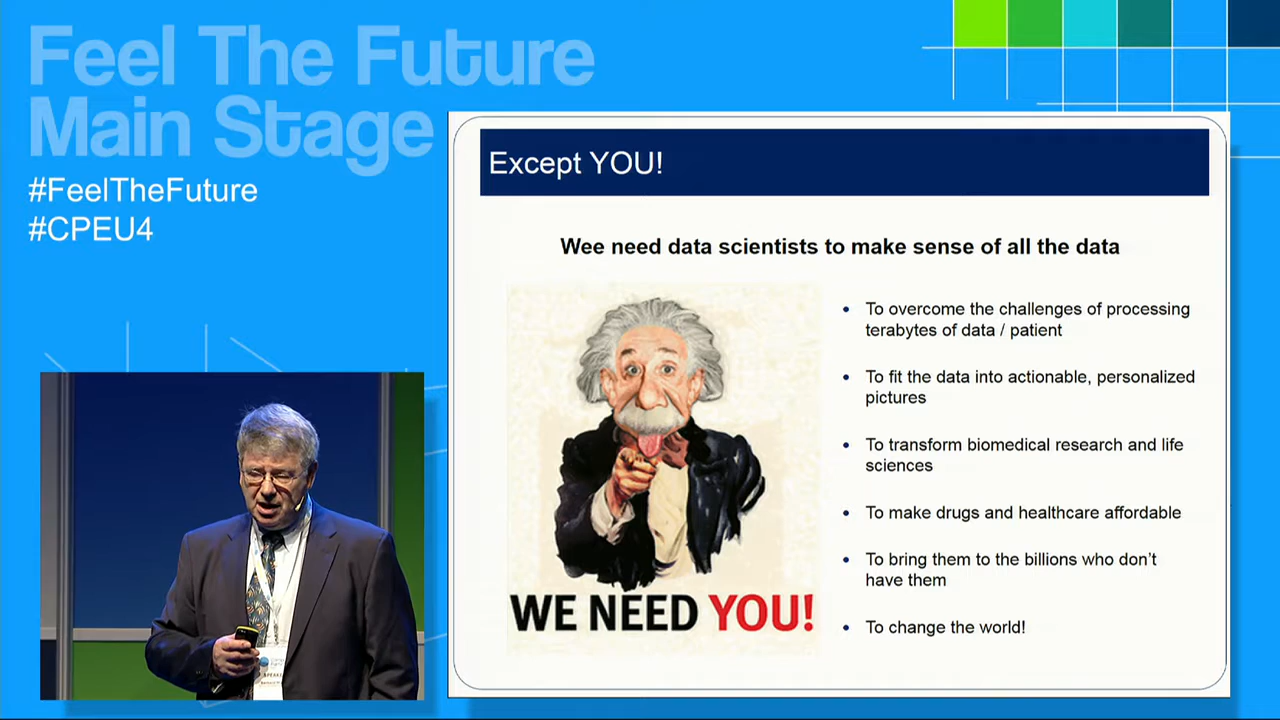 Feel The Future
Main Stage
#FeelTheFuture
#CPEU4
Except YOU!
Wee need data scientists to make sense of all the data
• To overcome the challenges of processing
terabytes of data / patient
• To fit the data into actionable, personalized
pictures
• To transform biomedical research and life
sciences
• To make drugs and healthcare affordable
• To bring them to the billions who don't
have them
• To change the world!
WE NEED YOU!
SPEAKER